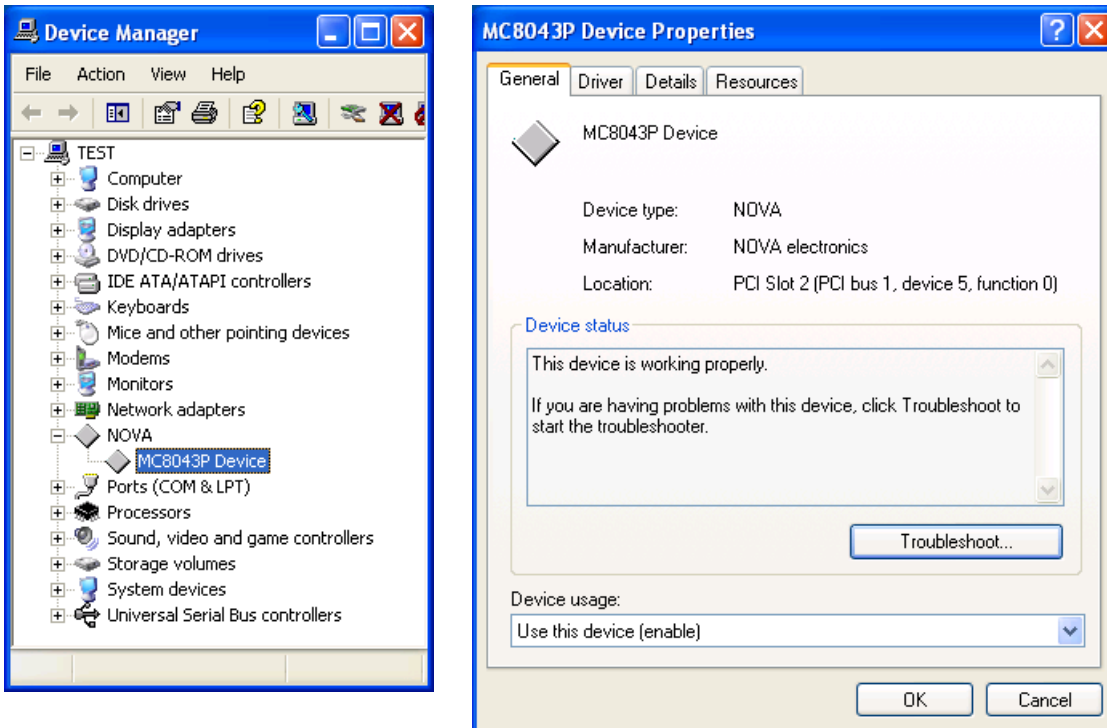 Device Manager
File Action View Help
TEST
Computer
Disk drives
Display adapters
DVD/CD-ROM drives
IDE ATA/ATAPI controllers
Keyboards
Mice and other pointing devices
Modems
Monitors
Network adapters
NOVA
MC8043P Device
Ports (COM & LPT)
Processors
Sound, video and game controllers
Storage volumes
System devices
Universal Serial Bus controllers
MC8043P Device Properties
General Driver Details Resources
MC8043P Device
Device type: NOVA
Manufacturer: NOVA electronics
Location: PCI Slot 2 (PCI bus 1, device 5, function 0)
Device status
This device is working properly.
If you are having problems with this device, click Troubleshoot to
start the troubleshooter.
Troubleshoot...
Device usage:
Use this device (enable)
OK Cancel